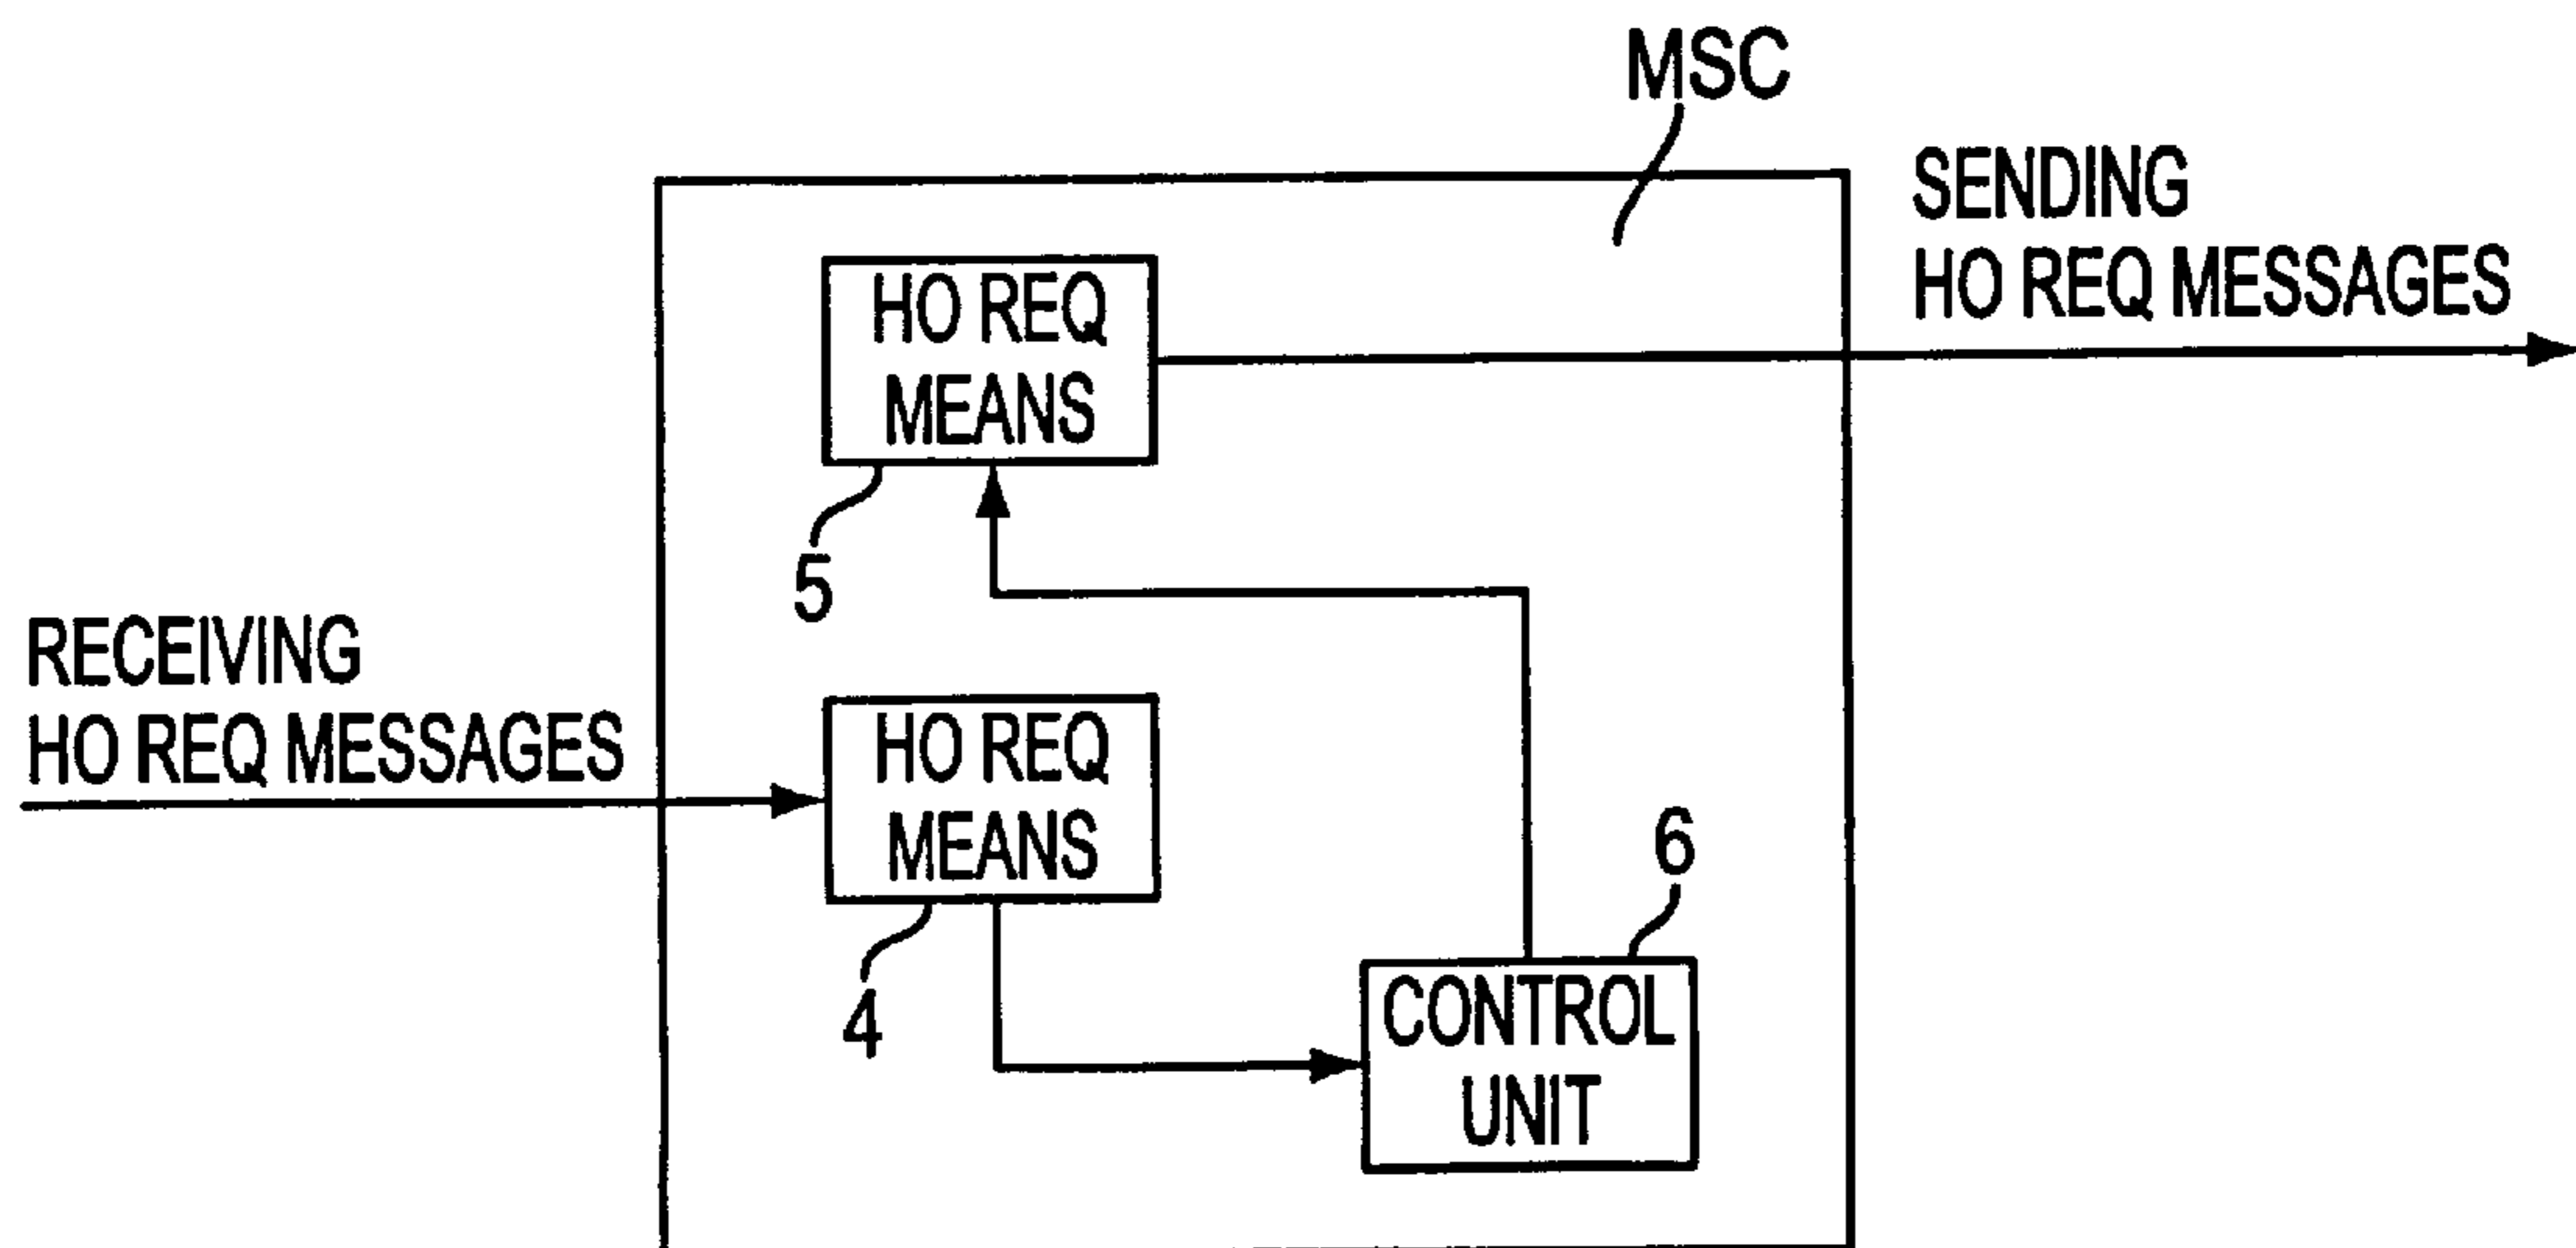 MSC
SENDING
HO REQ MESSAGES
HO REQ
MEANS
5
RECEIVING
HO REQ MESSAGES
HO REQ
MEANS
4
6
CONTROL
UNIT